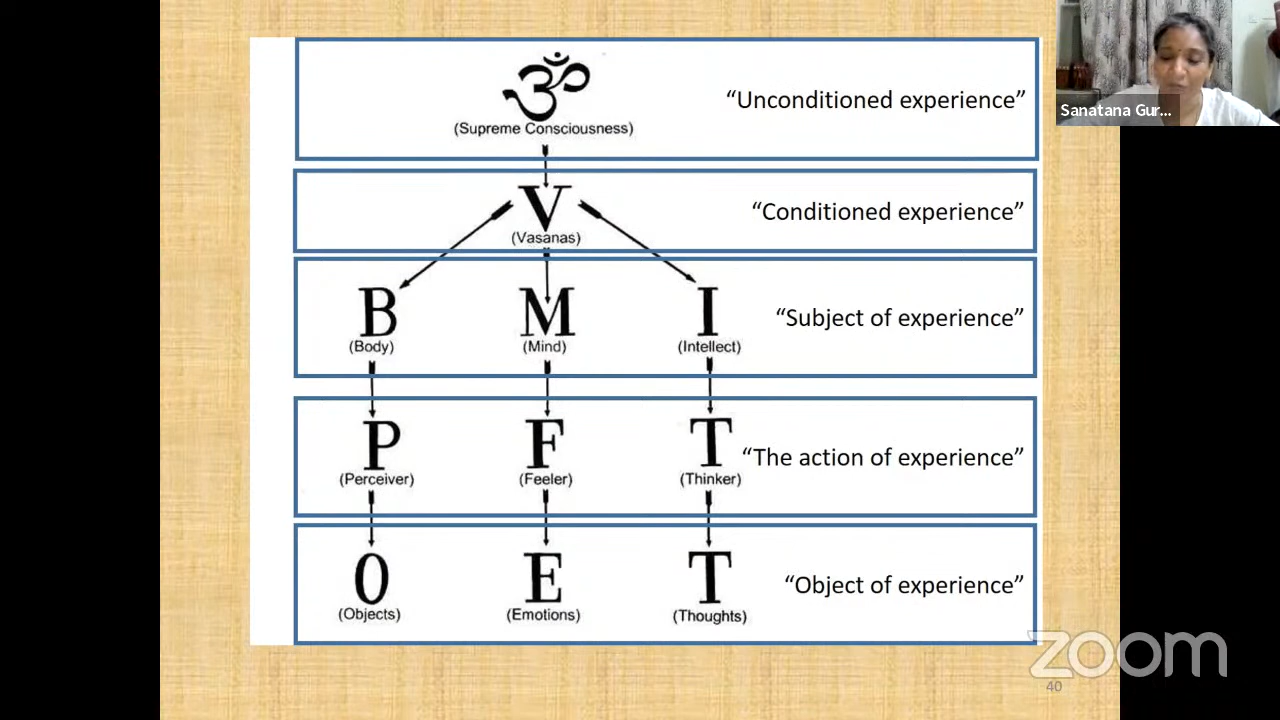 ॐ
(Supreme Consciousness)
“Unconditioned experience”
Sanatana Gur...
V
(Vasanas)
“Conditioned experience”
B M I
(Body) (Mind) (Intellect)
“Subject of experience”
P F T
(Perceiver) (Feeler) (Thinker)
“The action of experience”
O E T
(Objects) (Emotions) (Thoughts)
“Object of experience”
zoom
40